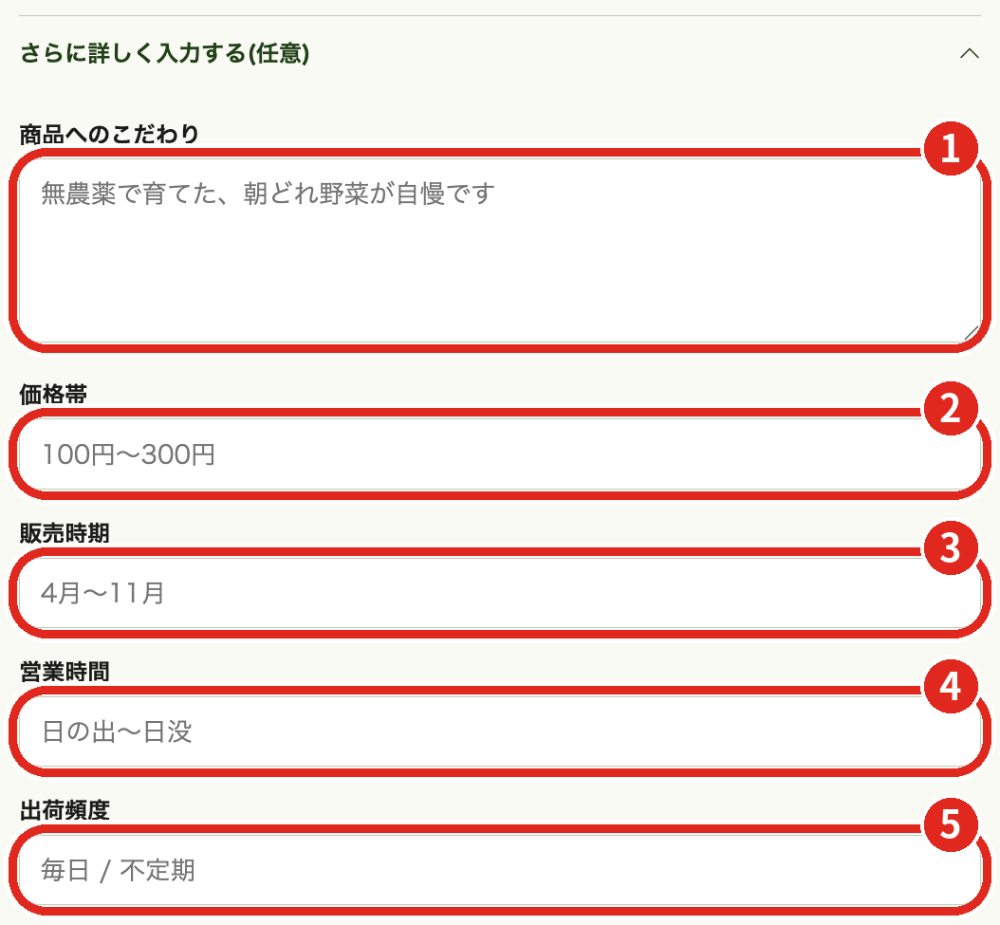 さらに詳しく入力する(任意)
商品へのこだわり
1
無農薬で育てた、朝どれ野菜が自慢です
価格帯
2
100円〜300円
販売時期
3
4月〜11月
営業時間
4
日の出〜日没
出荷頻度
5
毎日 / 不定期